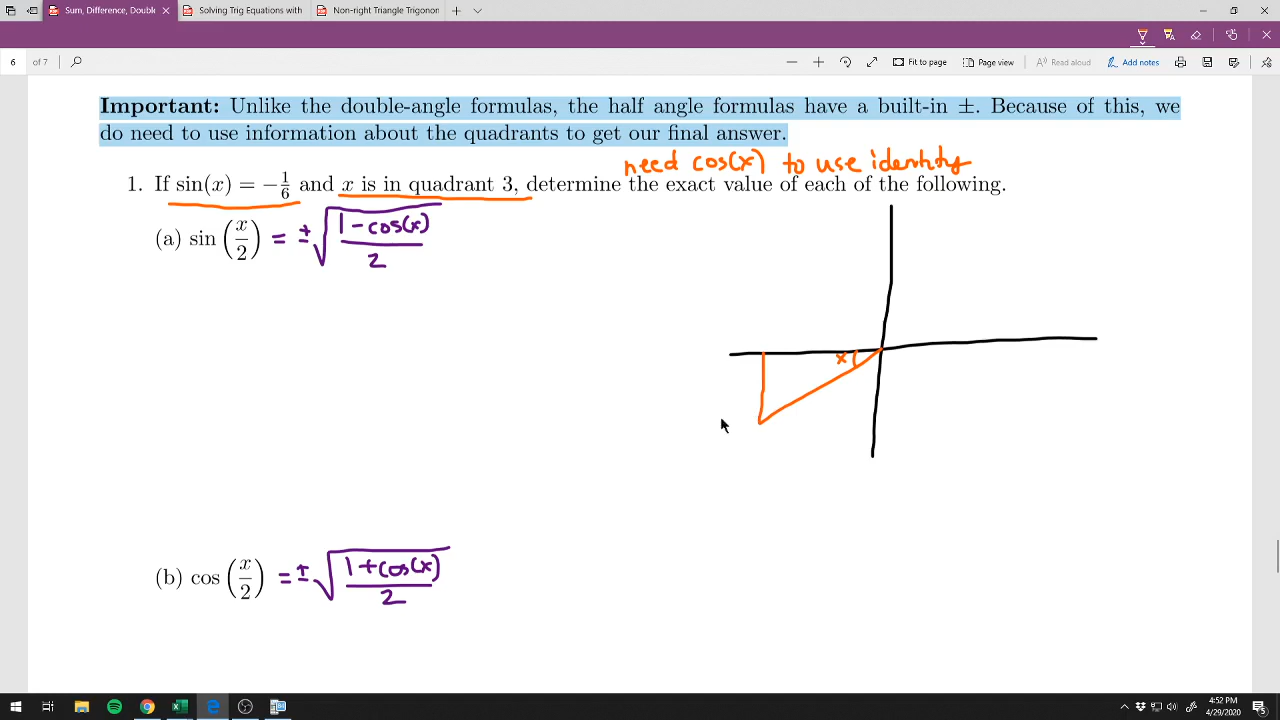 Sum, Difference, Doubl
Solving Trig Equations with
Non-right Triangle Trigonon
6 of 7
Fit to page
Page view
Read aloud
Add notes
Important: Unlike the double-angle formulas, the half angle formulas have a built-in ±. Because of this, we
do need to use information about the quadrants to get our final answer.
need cos(x) to use identity
1. If sin(x) = −1/6 and x is in quadrant 3, determine the exact value of each of the following.
(a) sin(x/2) = ±√((1-cos(x))/2)
x
(b) cos(x/2) = ±√((1+cos(x))/2)
4:52 PM
4/29/2020